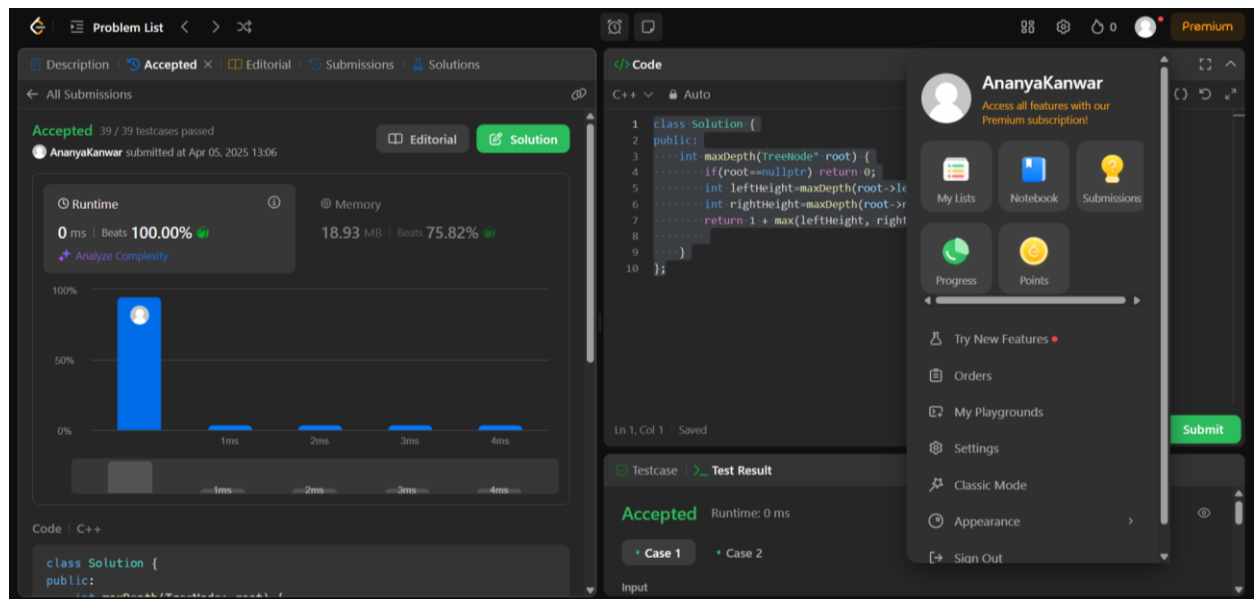 Problem List
0
Premium
Description
Accepted
Editorial
Submissions
Solutions
All Submissions
Accepted 39 / 39 testcases passed
AnanyaKanwar submitted at Apr 05, 2025 13:06
Editorial
Solution
Runtime
0 ms | Beats 100.00%
Analyze Complexity
Memory
18.93 MB | Beats 75.82%
100%
50%
0%
1ms 2ms 3ms 4ms
1ms 2ms 3ms 4ms
Code | C++
class Solution {
public:
</> Code
C++ Auto
1 class Solution {
2 public:
3 int maxDepth(TreeNode* root) {
4 if(root==nullptr) return 0;
5 int leftHeight=maxDepth(root->le
6 int rightHeight=maxDepth(root->r
7 return 1 + max(leftHeight, right
8
9 }
10 };
Ln 1, Col 1 | Saved
Submit
Testcase
>_ Test Result
Accepted Runtime: 0 ms
Case 1
Case 2
Input
AnanyaKanwar
Access all features with our
Premium subscription!
My Lists
Notebook
Submissions
Progress
Points
Try New Features
Orders
My Playgrounds
Settings
Classic Mode
Appearance
Sign Out